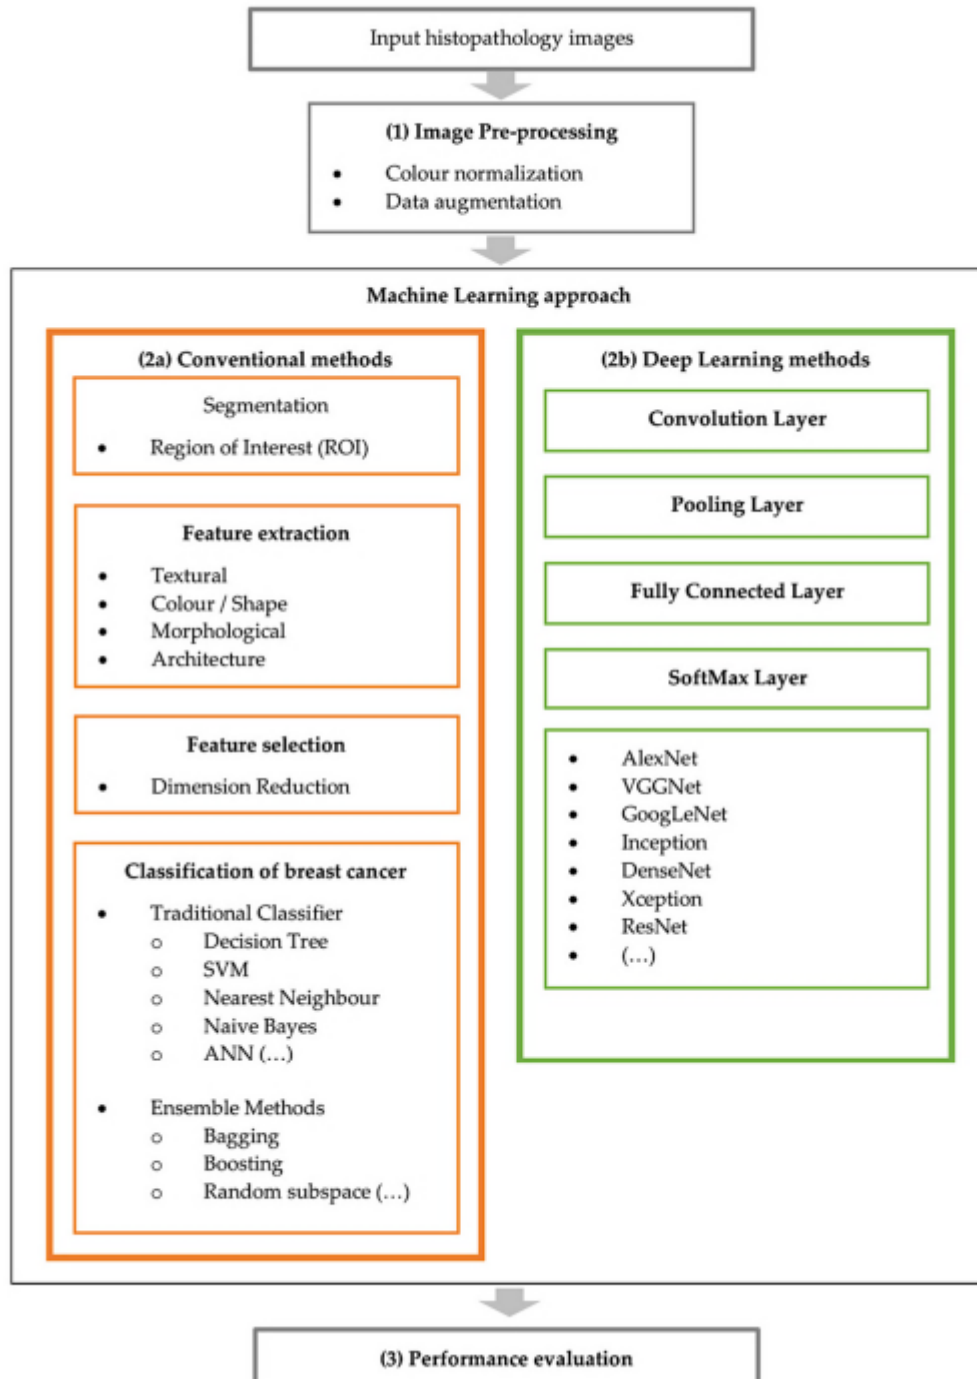 Input histopathology images
(1) Image Pre-processing
• Colour normalization
• Data augmentation
Machine Learning approach
(2a) Conventional methods
Segmentation
• Region of Interest (ROI)
Feature extraction
• Textural
• Colour / Shape
• Morphological
• Architecture
Feature selection
• Dimension Reduction
Classification of breast cancer
• Traditional Classifier
o Decision Tree
o SVM
o Nearest Neighbour
o Naive Bayes
o ANN (…)
• Ensemble Methods
o Bagging
o Boosting
o Random subspace (…)
(2b) Deep Learning methods
Convolution Layer
Pooling Layer
Fully Connected Layer
SoftMax Layer
• AlexNet
• VGGNet
• GoogLeNet
• Inception
• DenseNet
• Xception
• ResNet
• (…)
(3) Performance evaluation